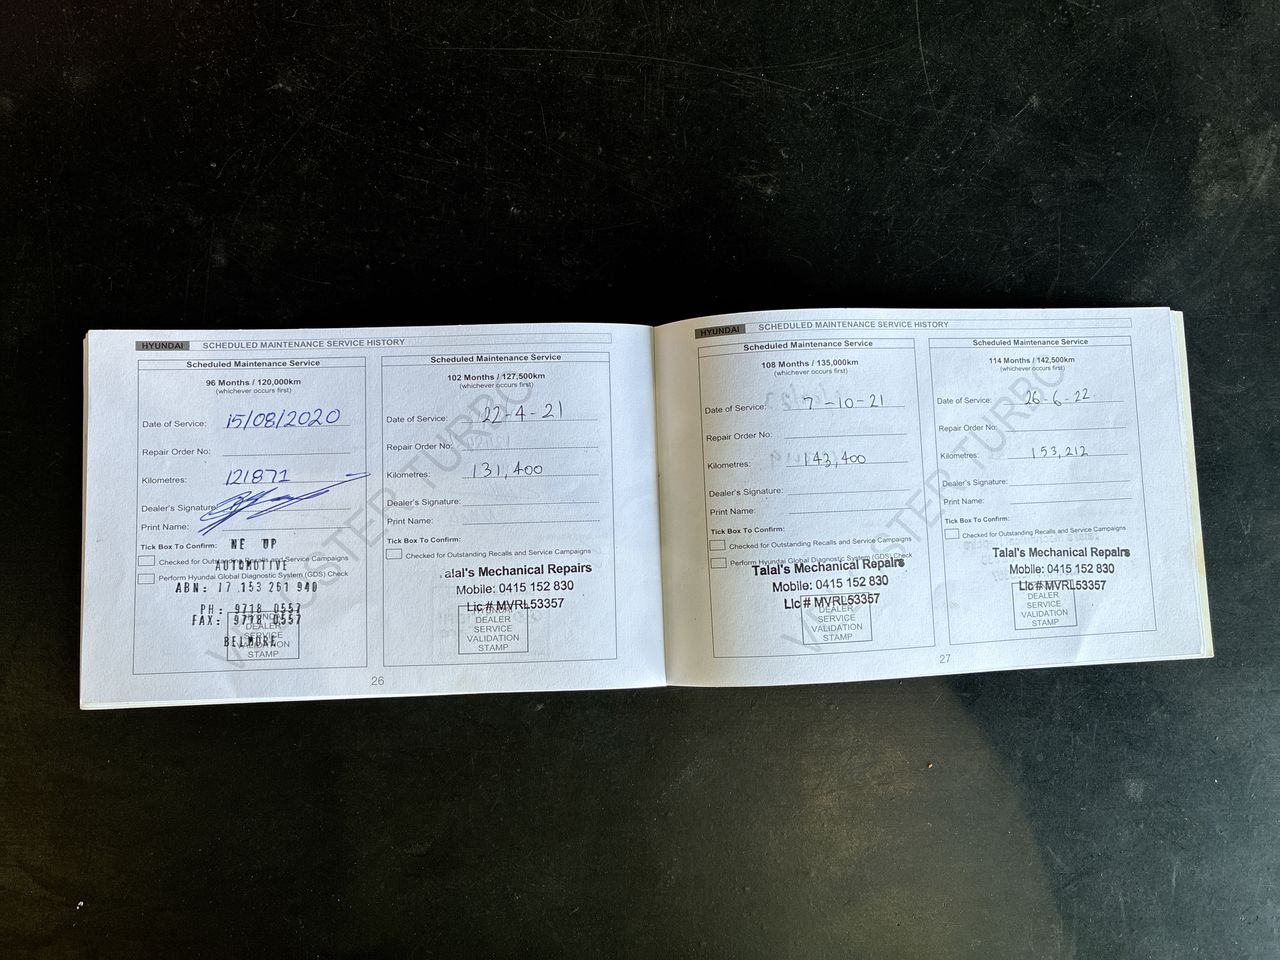 HYUNDAI SCHEDULED MAINTENANCE SERVICE HISTORY
Scheduled Maintenance Service
96 Months / 120,000km
(whichever occurs first)
Date of Service: 15/08/2020
Repair Order No:
Kilometres: 121871
Dealer's Signature:
Print Name:
Tick Box To Confirm:
Checked for Outstanding Recalls and Service Campaigns
Perform Hyundai Global Diagnostic System (GDS) Check
NE UP
AUTOMOTIVE
ABN: 17 153 261 940
PH: 9718 0557
FAX: 9718 0557
BELMORE
HYUNDAI
DEALER
SERVICE
VALIDATION
STAMP
Scheduled Maintenance Service
102 Months / 127,500km
(whichever occurs first)
Date of Service: 22-4-21
Repair Order No:
Kilometres: 131,400
Dealer's Signature:
Print Name:
Tick Box To Confirm:
Checked for Outstanding Recalls and Service Campaigns
Talal's Mechanical Repairs
Mobile: 0415 152 830
Lic # MVRL53357
HYUNDAI
DEALER
SERVICE
VALIDATION
STAMP
26
HYUNDAI SCHEDULED MAINTENANCE SERVICE HISTORY
Scheduled Maintenance Service
108 Months / 135,000km
(whichever occurs first)
Date of Service: 7-10-21
Repair Order No:
Kilometres: 143,400
Dealer's Signature:
Print Name:
Tick Box To Confirm:
Checked for Outstanding Recalls and Service Campaigns
Perform Hyundai Global Diagnostic System (GDS) Check
Talal's Mechanical Repairs
Mobile: 0415 152 830
Lic # MVRL53357
DEALER
SERVICE
VALIDATION
STAMP
Scheduled Maintenance Service
114 Months / 142,500km
(whichever occurs first)
Date of Service: 26-6-22
Repair Order No:
Kilometres: 153,212
Dealer's Signature:
Print Name:
Tick Box To Confirm:
Checked for Outstanding Recalls and Service Campaigns
Talal's Mechanical Repairs
Mobile: 0415 152 830
Lic # MVRL53357
DEALER
SERVICE
VALIDATION
STAMP
27